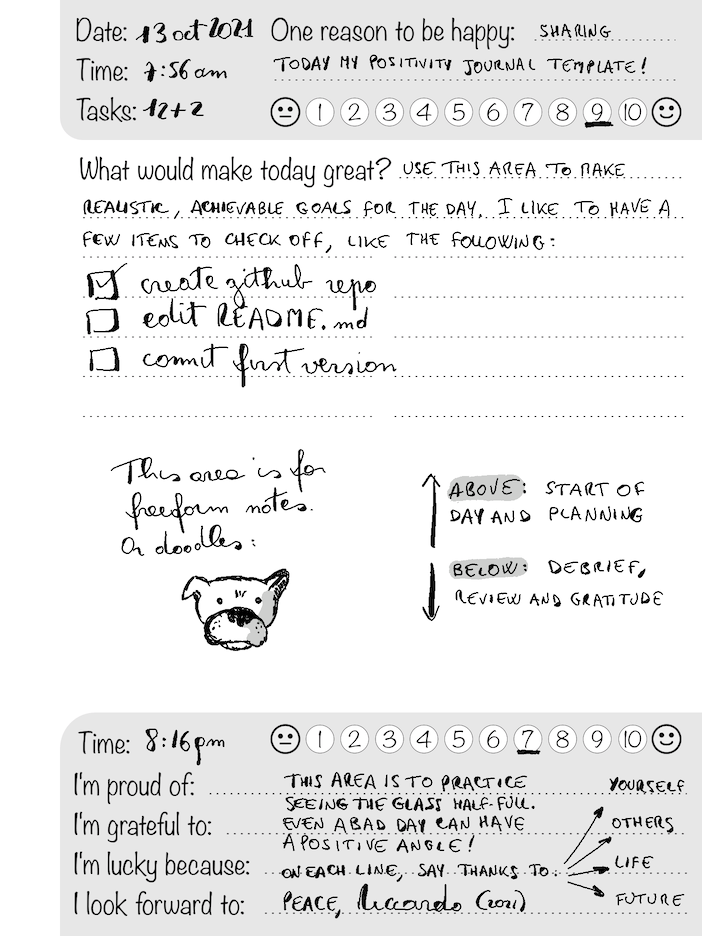 Date: 13 oct 2021 One reason to be happy: SHARING
Time: 7:56am TODAY MY POSITIVITY JOURNAL TEMPLATE!
Tasks: 12+2 1 2 3 4 5 6 7 8 9 10
What would make today great? USE THIS AREA TO MAKE
REALISTIC, ACHIEVABLE GOALS FOR THE DAY. I LIKE TO HAVE A
FEW ITEMS TO CHECK OFF, LIKE THE FOLLOWING:
create github repo
edit README.md
commit first version
This area is for
freeform notes.
Or doodles:
ABOVE: START OF
DAY AND PLANNING
BELOW: DEBRIEF,
REVIEW AND GRATITUDE
Time: 8:16pm 1 2 3 4 5 6 7 8 9 10
I'm proud of: THIS AREA IS TO PRACTICE YOURSELF
SEEING THE GLASS HALF-FULL.
I'm grateful to: EVEN A BAD DAY CAN HAVE OTHERS
A POSITIVE ANGLE!
I'm lucky because: ON EACH LINE, SAY THANKS TO: LIFE
I look forward to: PEACE, Riccardo (2021) FUTURE